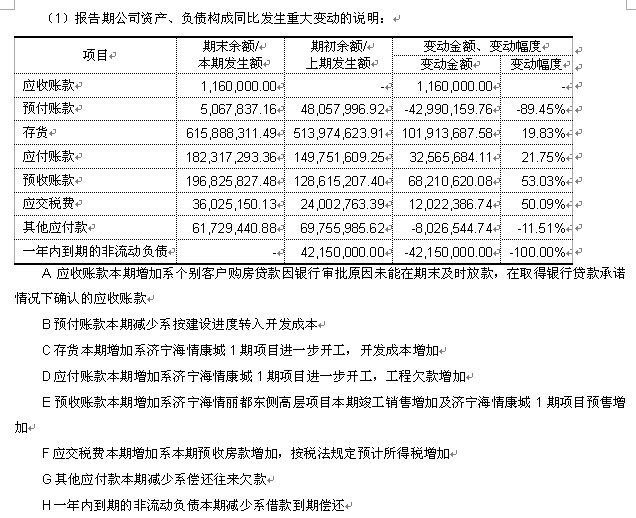 (1) 报告期公司资产、负债构成同比发生重大变动的说明：
项目 期末余额/本期发生额 期初余额/上期发生额 变动金额、变动幅度
变动金额 变动幅度
应收账款 1,160,000.00 - 1,160,000.00 -
预付账款 5,067,837.16 48,057,996.92 -42,990,159.76 -89.45%
存货 615,888,311.49 513,974,623.91 101,913,687.58 19.83%
应付账款 182,317,293.36 149,751,609.25 32,565,684.11 21.75%
预收账款 196,825,827.48 128,615,207.40 68,210,620.08 53.03%
应交税费 36,025,150.13 24,002,763.39 12,022,386.74 50.09%
其他应付款 61,729,440.88 69,755,985.62 -8,026,544.74 -11.51%
一年内到期的非流动负债 - 42,150,000.00 -42,150,000.00 -100.00%
A 应收账款本期增加系个别客户购房贷款因银行审批原因未能在期末及时放款，在取得银行贷款承诺
情况下确认的应收账款
B 预付账款本期减少系按建设进度转入开发成本
C 存货本期增加系济宁海情康城 1 期项目进一步开工，开发成本增加
D 应付账款本期增加系济宁海情康城 1 期项目进一步开工，工程欠款增加
E 预收账款本期增加系济宁海情丽都东侧高层项目本期竣工销售增加及济宁海情康城 1 期项目预售增
加
F 应交税费本期增加系本期预收房款增加，按税法规定预计所得税增加
G 其他应付款本期减少系偿还往来欠款
H 一年内到期的非流动负债本期减少系借款到期偿还